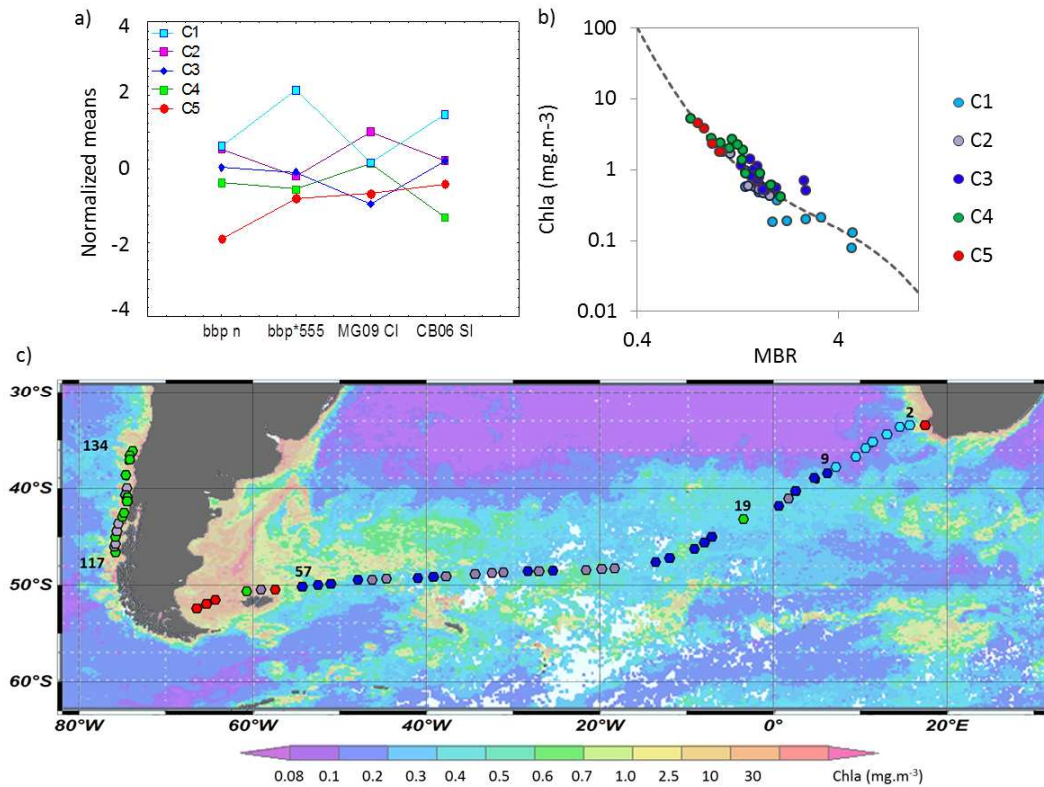 a)
4
2
0
-2
-4
Normalized means
C1
C2
C3
C4
C5
bbp n
bbp*555
MG09 CI
CB06 SI
b)
100
10
1
0.1
0.01
Chla (mg.m-3)
0.4
4
MBR
C1
C2
C3
C4
C5
c)
30°S
40°S
50°S
60°S
134
117
57
19
9
2
80°W
60°W
40°W
20°W
0°
20°E
0.08 0.1 0.2 0.3 0.4 0.5 0.6 0.7 1.0 2.5 10 30 Chla (mg.m-3)